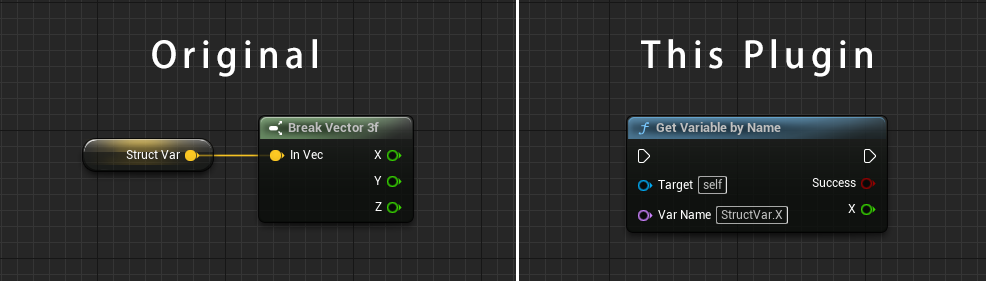 Original
Struct Var
Break Vector 3f
In Vec
X
Y
Z
This Plugin
f Get Variable by Name
Target self
Success
Var Name StructVar.X
X